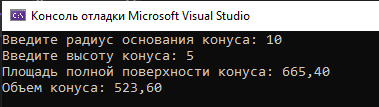 Консоль отладки Microsoft Visual Studio
Введите радиус основания конуса: 10
Введите высоту конуса: 5
Площадь полной поверхности конуса: 665,40
Объем конуса: 523,60